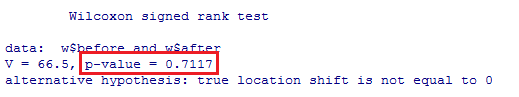 Wilcoxon signed rank test
data: w$before and w$after
V = 66.5, p-value = 0.7117
alternative hypothesis: true location shift is not equal to 0